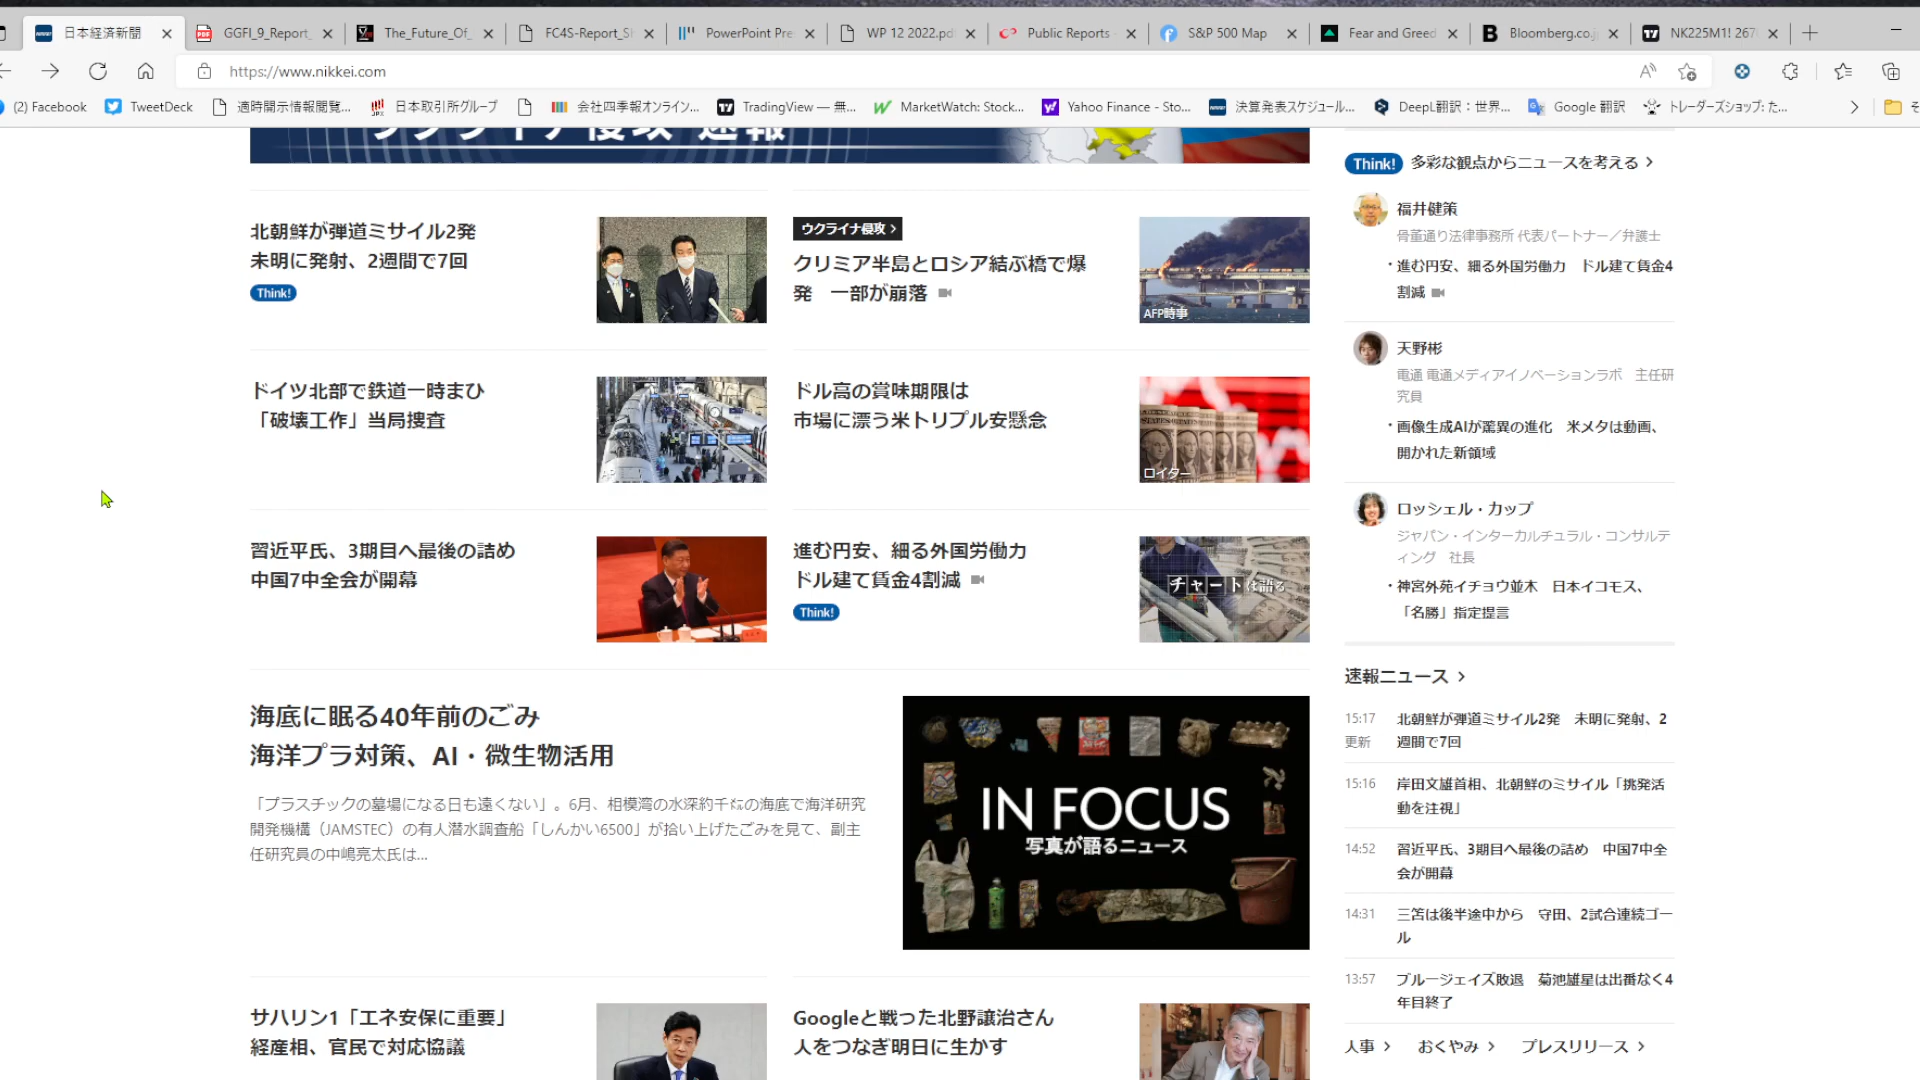 日本経済新聞
GGFI_9_Report_
The_Future_Of_
FC4S-Report_S
PowerPoint Pre
WP 12 2022.pd
Public Reports
S&P 500 Map
Fear and Greed
Bloomberg.co.j
NK225M1! 267
https://www.nikkei.com
(2) Facebook
TweetDeck
適時開示情報閲覧...
日本取引所グループ
会社四季報オンライン...
TradingView — 無...
MarketWatch: Stock...
Yahoo Finance - Sto...
決算発表スケジュール...
DeepL翻訳：世界...
Google 翻訳
トレーダーズショップ: た...
そ
ウクライナ侵攻 速報
北朝鮮が弾道ミサイル2発
未明に発射、2週間で7回
Think!
ウクライナ侵攻
クリミア半島とロシア結ぶ橋で爆
発　一部が崩落
AFP時事
ドイツ北部で鉄道一時まひ
「破壊工作」当局捜査
ドル高の賞味期限は
市場に漂う米トリプル安懸念
ロイター
習近平氏、3期目へ最後の詰め
中国7中全会が開幕
進む円安、細る外国労働力
ドル建て賃金4割減
Think!
チャートは語る
海底に眠る40年前のごみ
海洋プラ対策、AI・微生物活用
「プラスチックの墓場になる日も遠くない」。6月、相模湾の水深約千㍍の海底で海洋研究
開発機構（JAMSTEC）の有人潜水調査船「しんかい6500」が拾い上げたごみを見て、副主
任研究員の中嶋亮太氏は...
IN FOCUS
写真が語るニュース
サハリン1「エネ安保に重要」
経産相、官民で対応協議
Googleと戦った北野譲治さん
人をつなぎ明日に生かす
Think! 多彩な観点からニュースを考える
福井健策
骨董通り法律事務所 代表パートナー／弁護士
・進む円安、細る外国労働力　ドル建て賃金4
割減
天野彬
電通 電通メディアイノベーションラボ　主任研
究員
・画像生成AIが驚異の進化　米メタは動画、
開かれた新領域
ロッシェル・カップ
ジャパン・インターカルチュラル・コンサルテ
ィング　社長
・神宮外苑イチョウ並木　日本イコモス、
「名勝」指定提言
速報ニュース
15:17 北朝鮮が弾道ミサイル2発　未明に発射、2
更新 週間で7回
15:16 岸田文雄首相、北朝鮮のミサイル「挑発活
動を注視」
14:52 習近平氏、3期目へ最後の詰め　中国7中全
会が開幕
14:31 三笘は後半途中から　守田、2試合連続ゴー
ル
13:57 ブルージェイズ敗退　菊池雄星は出番なく4
年目終了
人事 おくやみ プレスリリース